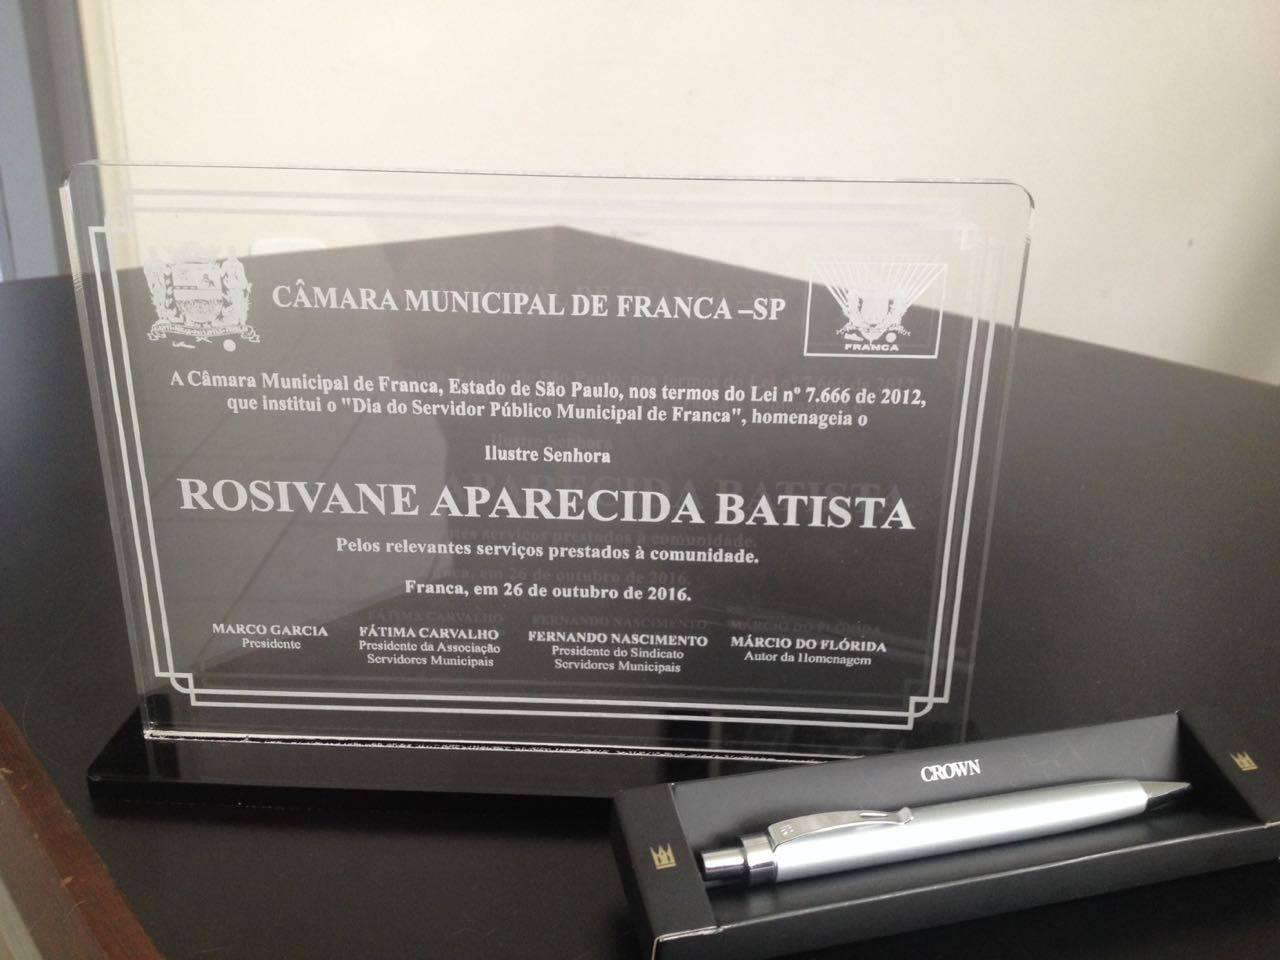 CÂMARA MUNICIPAL DE FRANCA –SP
FRANCA
A Câmara Municipal de Franca, Estado de São Paulo, nos termos do Lei nº 7.666 de 2012,
que institui o "Dia do Servidor Público Municipal de Franca", homenageia o
Ilustre Senhora
ROSIVANE APARECIDA BATISTA
Pelos relevantes serviços prestados à comunidade.
Franca, em 26 de outubro de 2016.
MARCO GARCIA
Presidente
FÁTIMA CARVALHO
Presidente da Associação
Servidores Municipais
FERNANDO NASCIMENTO
Presidente do Sindicato
Servidores Municipais
MÁRCIO DO FLÓRIDA
Autor da Homenagem
CROWN